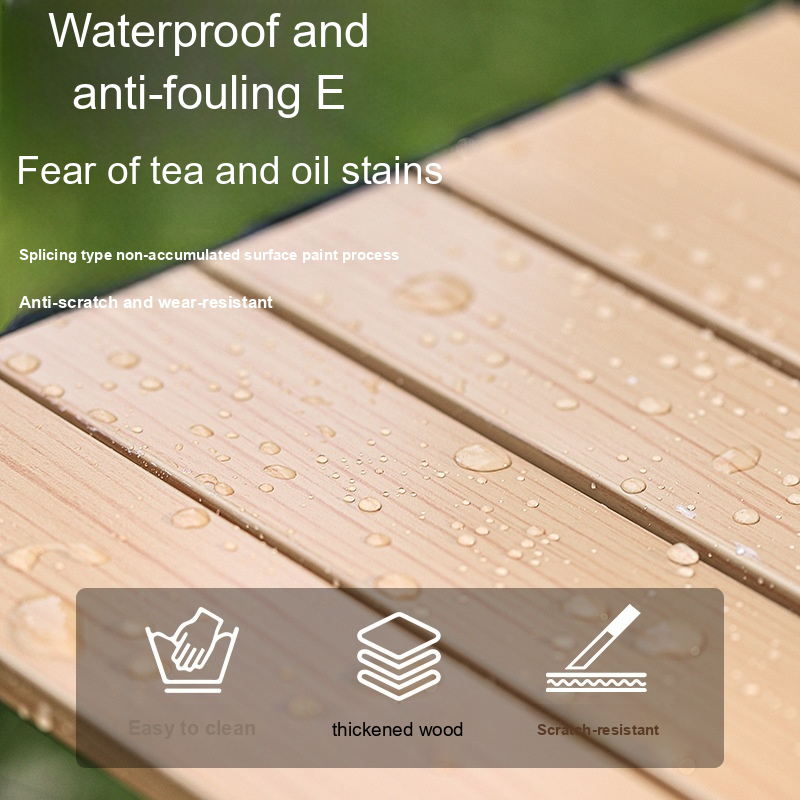 Waterproof and
anti-fouling E
Fear of tea and oil stains
Splicing type non-accumulated surface paint process
Anti-scratch and wear-resistant
Easy to clean
thickened wood
Scratch-resistant